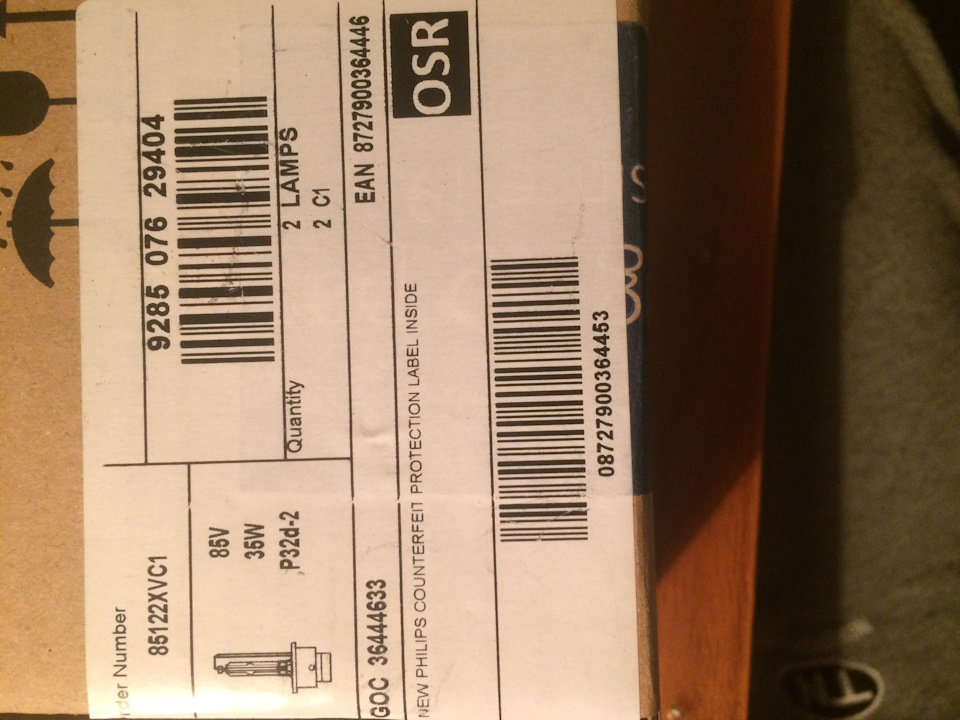 Order Number
85122XVC1
9285 076 29404
85V
35W
P32d-2
Quantity
2 LAMPS
2 C1
GOC 36444633
EAN 8727900364446
NEW PHILIPS COUNTERFEIT PROTECTION LABEL INSIDE
OSR
08727900364453